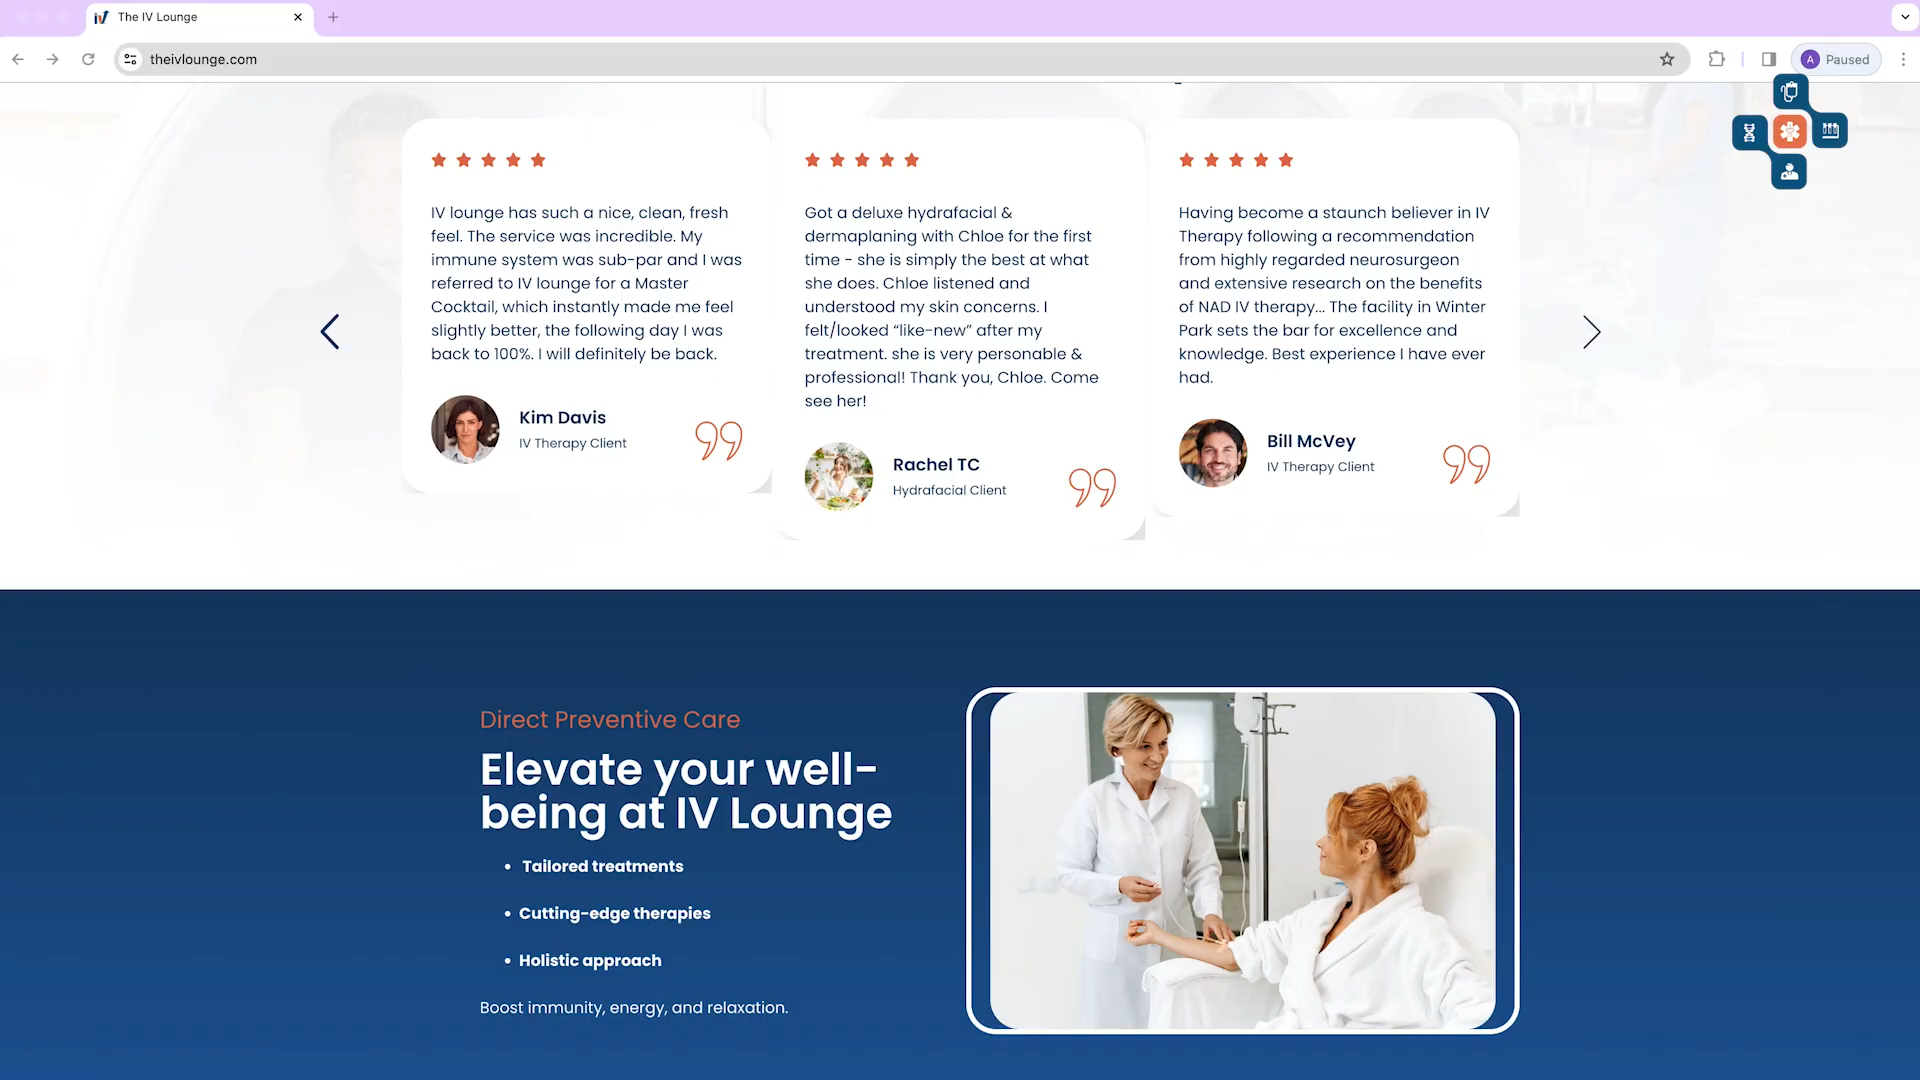 The IV Lounge
theivlounge.com
A Paused
IV lounge has such a nice, clean, fresh
feel. The service was incredible. My
immune system was sub-par and I was
referred to IV lounge for a Master
Cocktail, which instantly made me feel
slightly better, the following day I was
back to 100%. I will definitely be back.
Kim Davis
IV Therapy Client
Got a deluxe hydrafacial &
dermaplaning with Chloe for the first
time - she is simply the best at what
she does. Chloe listened and
understood my skin concerns. I
felt/looked “like-new” after my
treatment. she is very personable &
professional! Thank you, Chloe. Come
see her!
Rachel TC
Hydrafacial Client
Having become a staunch believer in IV
Therapy following a recommendation
from highly regarded neurosurgeon
and extensive research on the benefits
of NAD IV therapy... The facility in Winter
Park sets the bar for excellence and
knowledge. Best experience I have ever
had.
Bill McVey
IV Therapy Client
Direct Preventive Care
Elevate your well-
being at IV Lounge
• Tailored treatments
• Cutting-edge therapies
• Holistic approach
Boost immunity, energy, and relaxation.